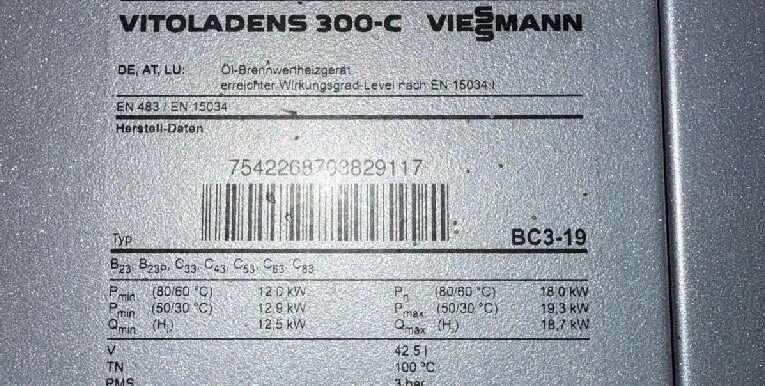 VITOLADENS 300-C VIESSMANN
DE, AT, LU: Öl-Brennwertheizgerät
erreichter Wirkungsgrad-Level nach EN 15034 I
EN 483 / EN 15034
Herstell-Daten
7542268703829117
Typ BC3-19
B23, B23P, C33, C43, C53, C63, C83
Pmin (80/60 °C) 12.0 kW Pn (80/60 °C) 18.0 kW
Pmin (50/30 °C) 12.9 kW Pmax (50/30 °C) 19.3 kW
Qmin (Hi) 12.5 kW Qmax (Hi) 18.7 kW
V 42.5 l
TN 100 °C
PMS 3 bar